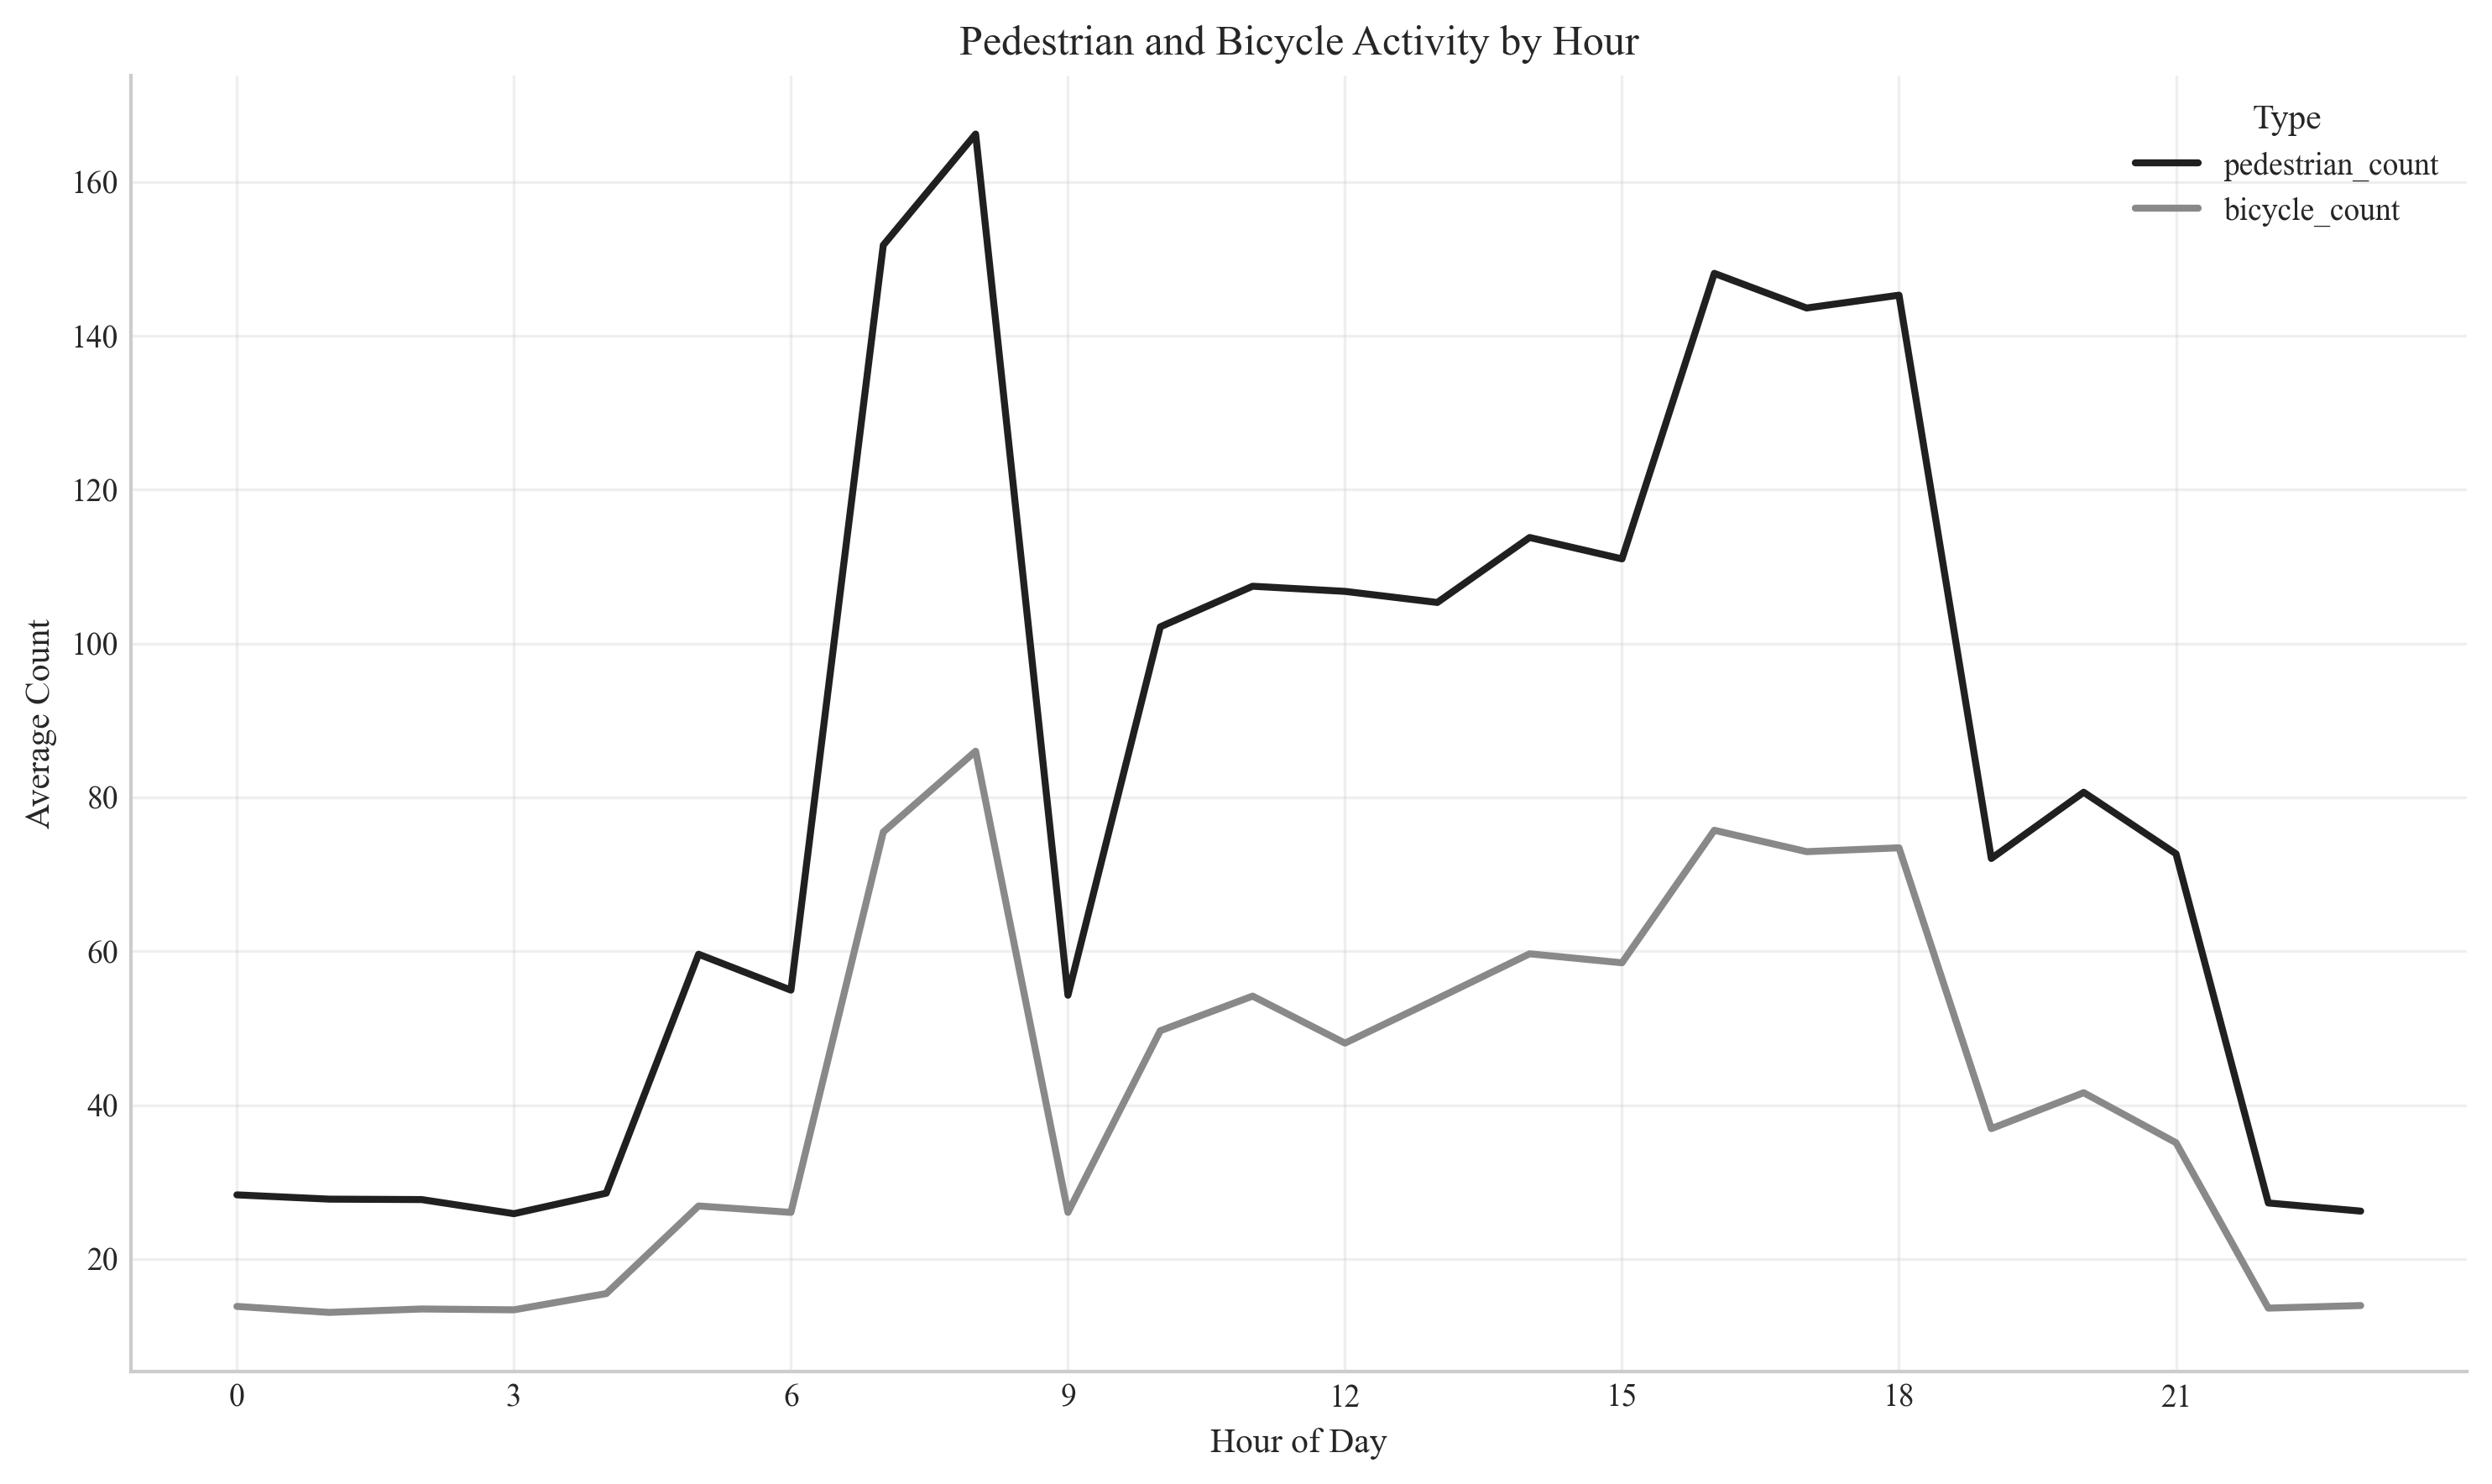 Pedestrian and Bicycle Activity by Hour
Type
pedestrian_count
bicycle_count
Average Count
160
140
120
100
80
60
40
20
0 3 6 9 12 15 18 21
Hour of Day